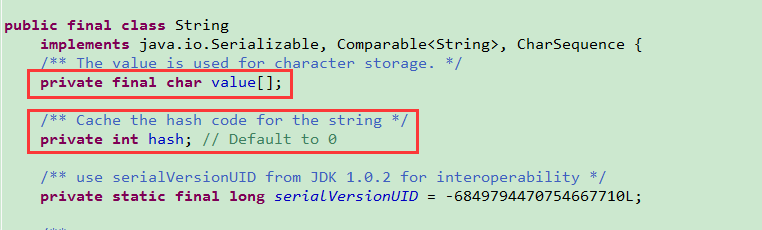 public final class String
implements java.io.Serializable, Comparable<String>, CharSequence {
/** The value is used for character storage. */
private final char value[];
/** Cache the hash code for the string */
private int hash; // Default to 0
/** use serialVersionUID from JDK 1.0.2 for interoperability */
private static final long serialVersionUID = -6849794470754667710L;
/**